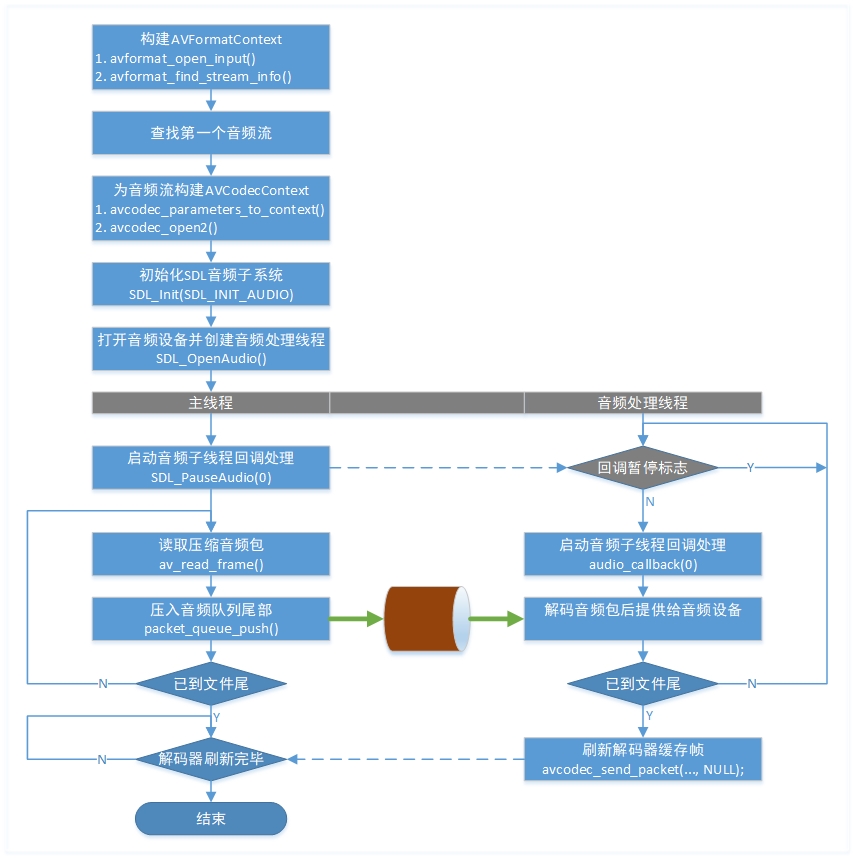 构建AVFormatContext
1. avformat_open_input()
2. avformat_find_stream_info()
查找第一个音频流
为音频流构建AVCodecContext
1. avcodec_parameters_to_context()
2. avcodec_open2()
初始化SDL音频子系统
SDL_Init(SDL_INIT_AUDIO)
打开音频设备并创建音频处理线程
SDL_OpenAudio()
主线程
音频处理线程
启动音频子线程回调处理
SDL_PauseAudio(0)
回调暂停标志
Y
N
读取压缩音频包
av_read_frame()
启动音频子线程回调处理
audio_callback(0)
压入音频队列尾部
packet_queue_push()
解码音频包后提供给音频设备
N
已到文件尾
Y
已到文件尾
N
Y
N
解码器刷新完毕
刷新解码器缓存帧
avcodec_send_packet(..., NULL);
结束